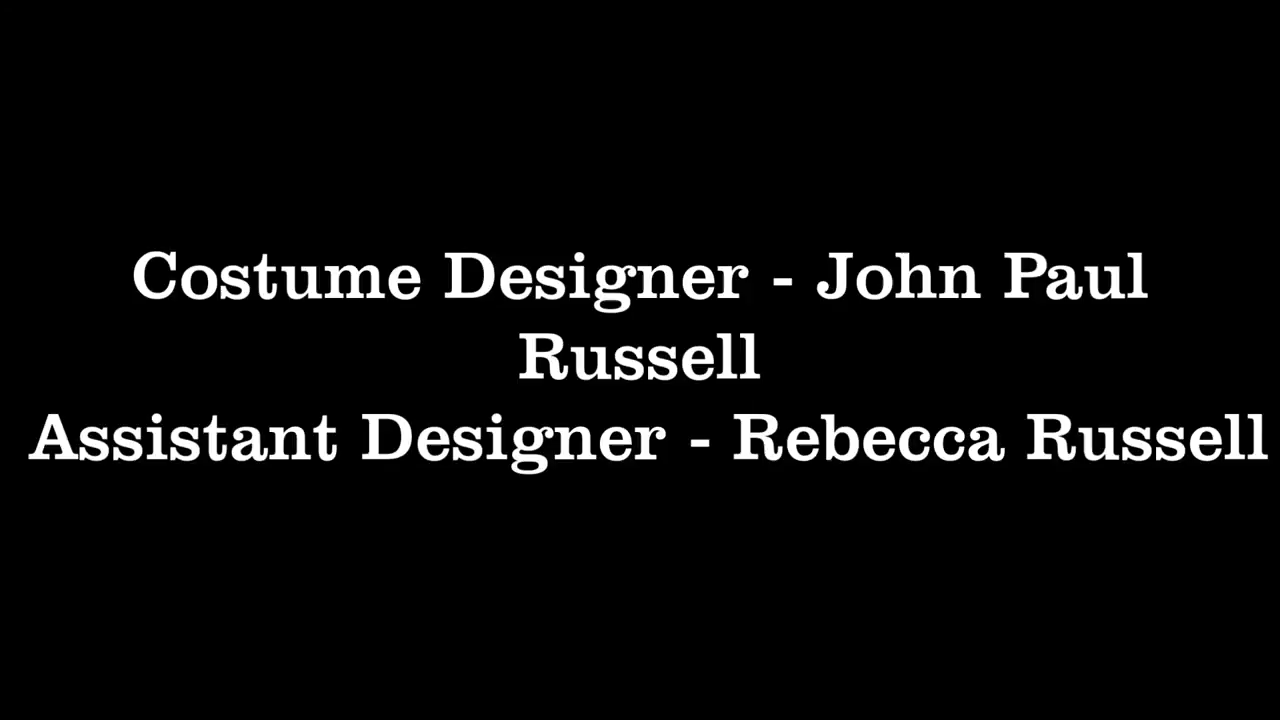 Costume Designer - John Paul
Russell
Assistant Designer - Rebecca Russell